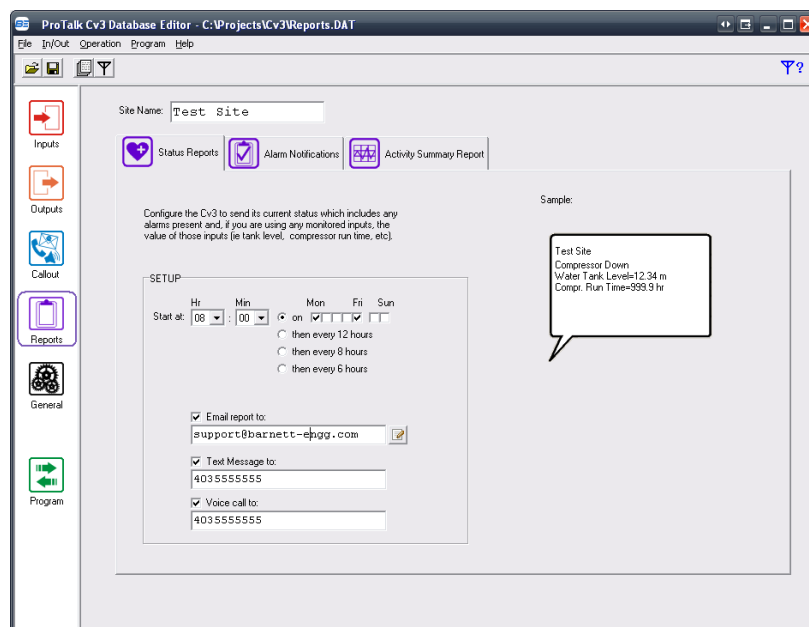 ProTalk Cv3 Database Editor - C:\Projects\Cv3\Reports.DAT
File In/Out Operation Program Help
?
Site Name: Test Site
Inputs
Outputs
Callout
Reports
General
Program
Status Reports
Alarm Notifications
Activity Summary Report
Configure the Cv3 to send its current status which includes any
alarms present and, if you are using any monitored inputs, the
value of those inputs (ie tank level, compressor run time, etc).
SETUP
Hr Min Mon Fri Sun
Start at: 08 : 00 on
then every 12 hours
then every 8 hours
then every 6 hours
Email report to:
support@barnett-engg.com
Text Message to:
4035555555
Voice call to:
4035555555
Sample:
Test Site
Compressor Down
Water Tank Level=12.34 m
Compr. Run Time=999.9 hr